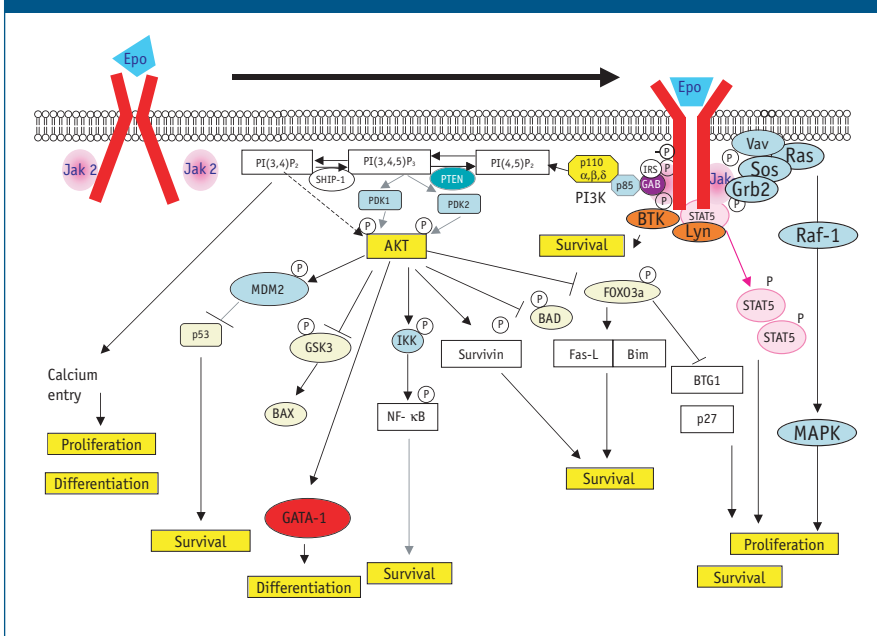 Epo
Epo
Jak 2
Jak 2
PI(3,4)P₂
SHIP-1
PI(3,4,5)P₃
PTEN
PI(4,5)P₂
p110
α,β,δ
PI3K
p85
IRS
GAB
P
P
P
P
P
Jak
Vav
Sos
Ras
Grb2
PDK1
PDK2
BTK
STAT5
Lyn
Raf-1
P
P
AKT
Survival
MDM2
P
FOXO3a
P
P
STAT5
P
STAT5
p53
P
GSK3
IKK
P
P
Survivin
P
BAD
Fas-L
Bim
BTG1
p27
Calcium
entry
BAX
P
NF- κB
MAPK
Proliferation
Differentiation
Survival
GATA-1
Differentiation
Survival
Survival
Proliferation
Survival